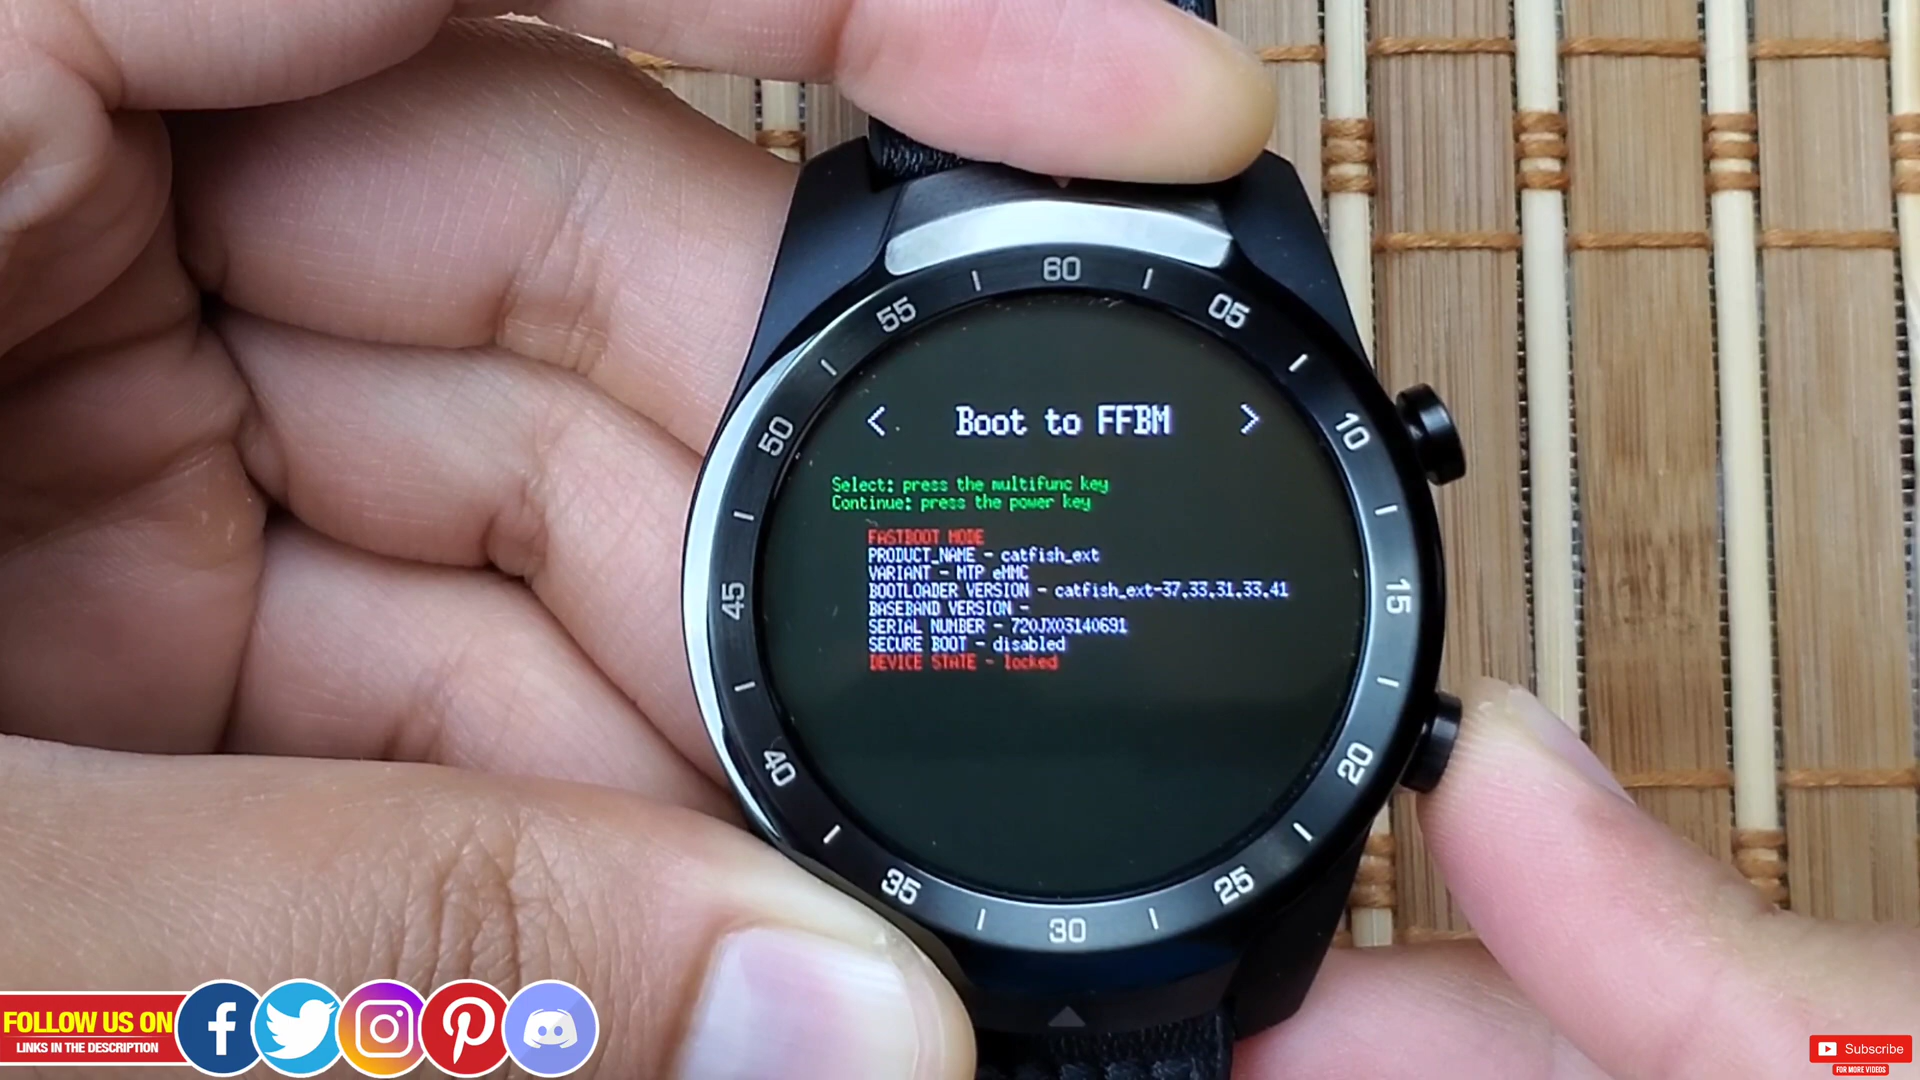 60
05
10
15
20
25
30
35
40
45
50
55
< Boot to FFBM >
Select: press the multifunc key
Continue: press the power key
FASTBOOT MODE
PRODUCT_NAME - catfish_ext
VARIANT - MTP eMMC
BOOTLOADER VERSION - catfish_ext-37.33.31.33.41
BASEBAND VERSION -
SERIAL NUMBER - 720JX03140691
SECURE BOOT - disabled
DEVICE STATE - locked
FOLLOW US ON
LINKS IN THE DESCRIPTION
Subscribe
FOR MORE VIDEOS